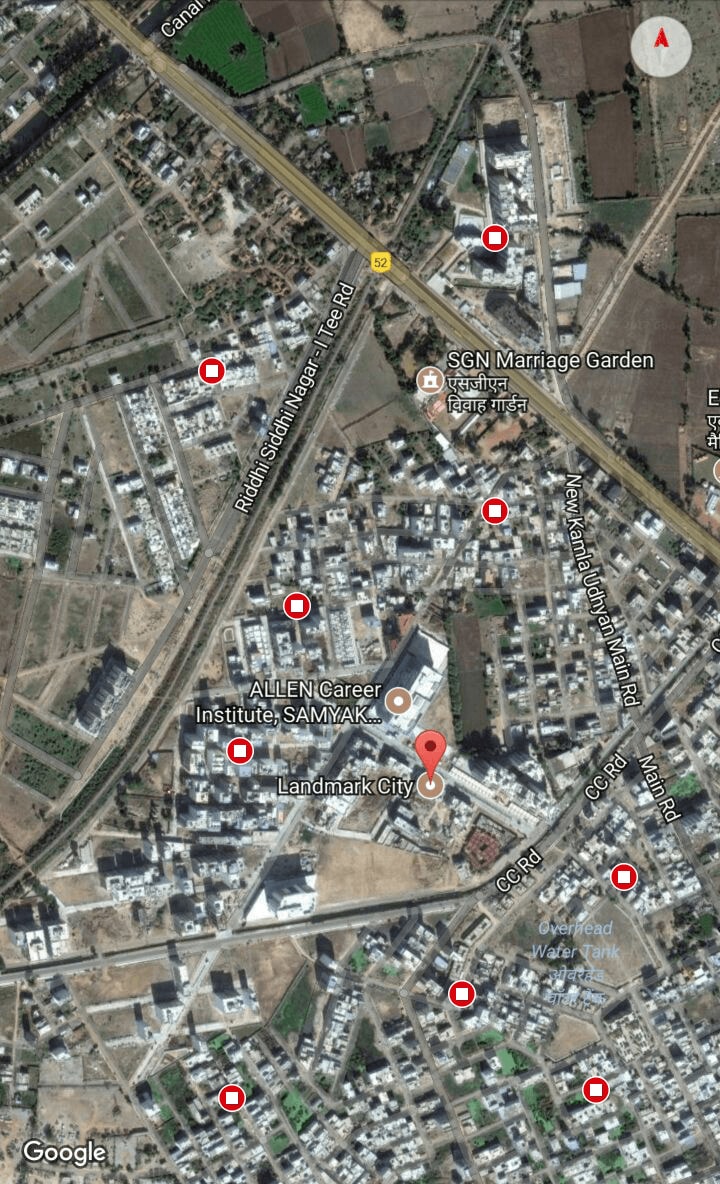 Canal
52
Riddhi Siddhi Nagar - I Tee Rd
SGN Marriage Garden
एसजीएन
विवाह गार्डन
E
New Kamla Udhyan Main Rd
ALLEN Career
Institute, SAMYAK...
Landmark City
CC Rd
Main Rd
CC Rd
Overhead
Water Tank
ओवरहेड
Google